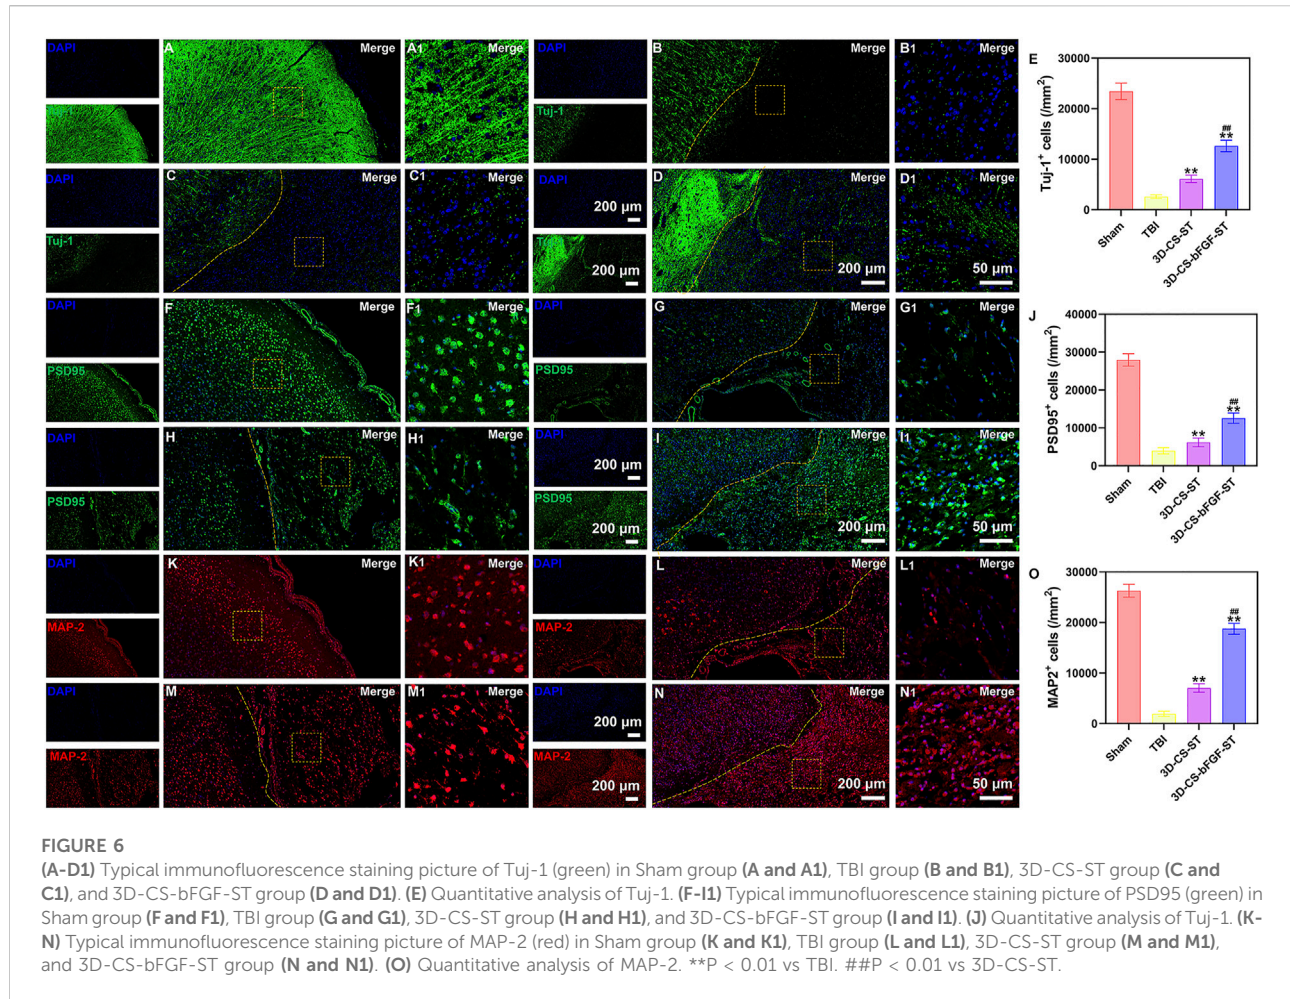 DAPI
A
Merge
A1
Merge
DAPI
B
Merge
B1
Merge
Tuj-1
C
Merge
C1
Merge
DAPI
Tuj-1
200 µm
200 µm
D
Merge
200 µm
D1
Merge
50 µm
E
Tuj-1+ cells (/mm2)
30000
20000
10000
0
**
##
**
Sham
TBI
3D-CS-ST
3D-CS-bFGF-ST
DAPI
PSD95
F
Merge
F1
Merge
DAPI
PSD95
G
Merge
G1
Merge
DAPI
PSD95
H
Merge
H1
Merge
DAPI
200 µm
PSD95
200 µm
I
Merge
200 µm
I1
Merge
50 µm
J
PSD95+ cells (/mm2)
40000
30000
20000
10000
0
**
##
**
Sham
TBI
3D-CS-ST
3D-CS-bFGF-ST
DAPI
MAP-2
K
Merge
K1
Merge
DAPI
MAP-2
L
Merge
L1
Merge
DAPI
MAP-2
M
Merge
M1
Merge
DAPI
200 µm
MAP-2
200 µm
N
Merge
200 µm
N1
Merge
50 µm
O
MAP2+ cells (/mm2)
30000
20000
10000
0
**
##
**
Sham
TBI
3D-CS-ST
3D-CS-bFGF-ST
FIGURE 6
(A-D1) Typical immunofluorescence staining picture of Tuj-1 (green) in Sham group (A and A1), TBI group (B and B1), 3D-CS-ST group (C and
C1), and 3D-CS-bFGF-ST group (D and D1). (E) Quantitative analysis of Tuj-1. (F-I1) Typical immunofluorescence staining picture of PSD95 (green) in
Sham group (F and F1), TBI group (G and G1), 3D-CS-ST group (H and H1), and 3D-CS-bFGF-ST group (I and I1). (J) Quantitative analysis of Tuj-1. (K-
N) Typical immunofluorescence staining picture of MAP-2 (red) in Sham group (K and K1), TBI group (L and L1), 3D-CS-ST group (M and M1),
and 3D-CS-bFGF-ST group (N and N1). (O) Quantitative analysis of MAP-2. **P < 0.01 vs TBI. ##P < 0.01 vs 3D-CS-ST.